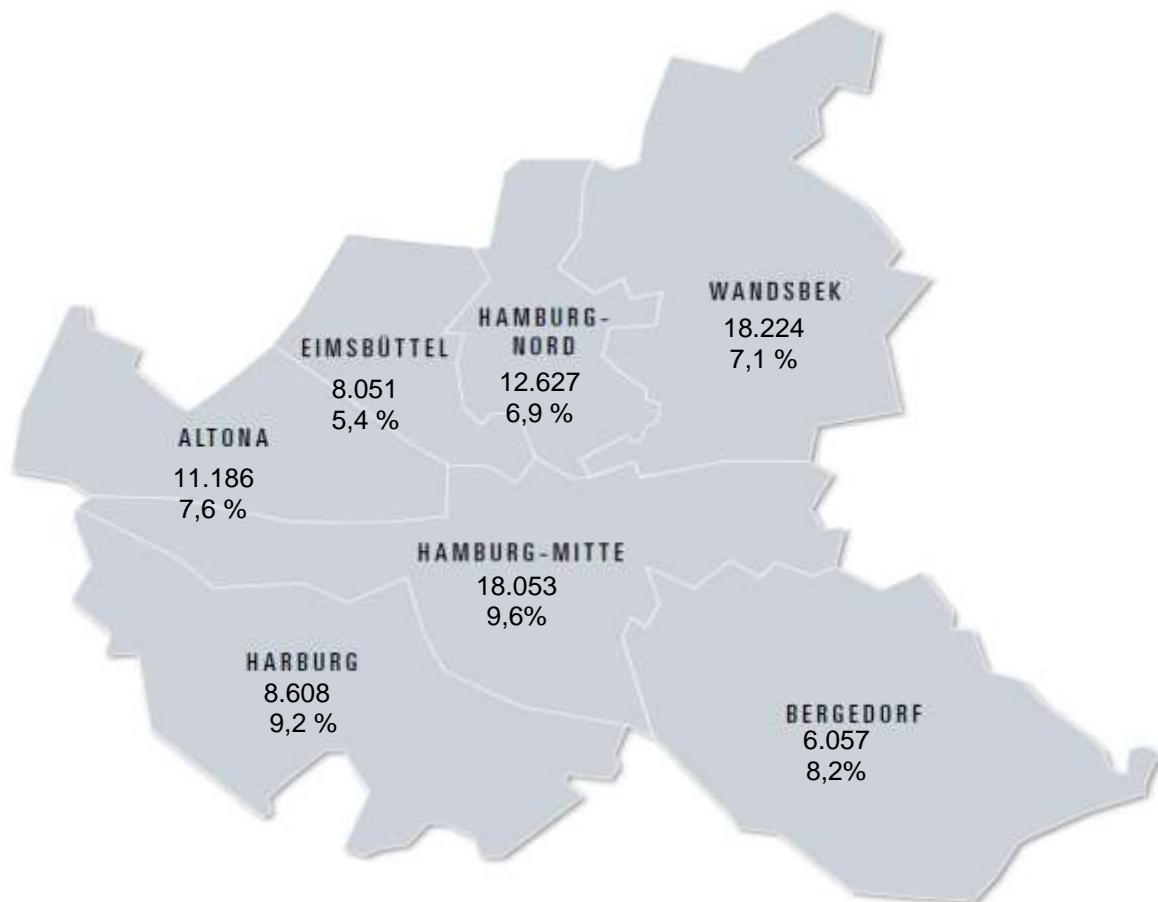 WANDSBEK
18.224
7,1 %
HAMBURG-
NORD
12.627
6,9 %
EIMSBÜTTEL
8.051
5,4 %
ALTONA
11.186
7,6 %
HAMBURG-MITTE
18.053
9,6%
HARBURG
8.608
9,2 %
BERGEDORF
6.057
8,2%